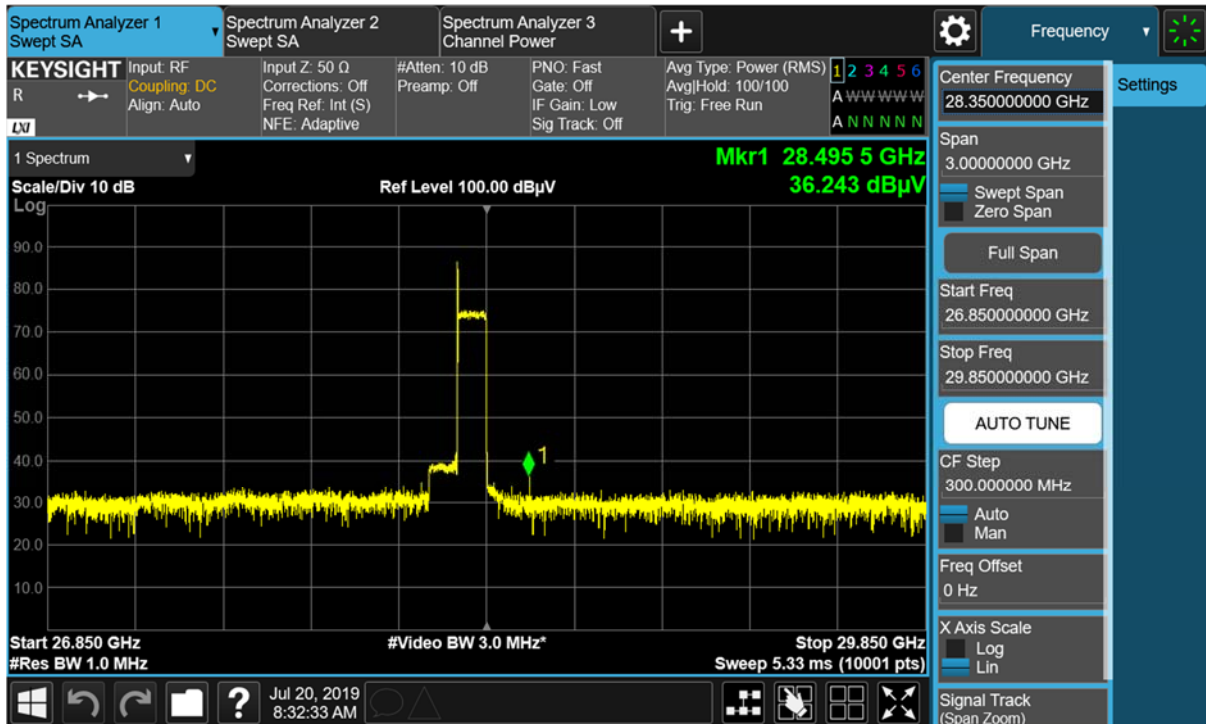 Spectrum Analyzer 1
Swept SA
Spectrum Analyzer 2
Swept SA
Spectrum Analyzer 3
Channel Power
+
Frequency
KEYSIGHT
R
LXI
Input: RF
Coupling: DC
Align: Auto
Input Z: 50 Ω
Corrections: Off
Freq Ref: Int (S)
NFE: Adaptive
#Atten: 10 dB
Preamp: Off
PNO: Fast
Gate: Off
IF Gain: Low
Sig Track: Off
Avg Type: Power (RMS)
Avg|Hold: 100/100
Trig: Free Run
1 2 3 4 5 6
A W W W W W
A N N N N N
1 Spectrum
Mkr1 28.495 5 GHz
36.243 dBµV
Scale/Div 10 dB
Ref Level 100.00 dBµV
Log
90.0
80.0
70.0
60.0
50.0
40.0
30.0
20.0
10.0
1
Start 26.850 GHz
#Video BW 3.0 MHz*
Stop 29.850 GHz
#Res BW 1.0 MHz
Sweep 5.33 ms (10001 pts)
?
Jul 20, 2019
8:32:33 AM
Center Frequency
28.350000000 GHz
Settings
Span
3.00000000 GHz
Swept Span
Zero Span
Full Span
Start Freq
26.850000000 GHz
Stop Freq
29.850000000 GHz
AUTO TUNE
CF Step
300.000000 MHz
Auto
Man
Freq Offset
0 Hz
X Axis Scale
Log
Lin
Signal Track
(Span Zoom)